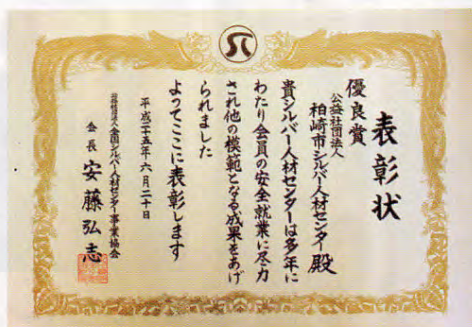 表彰状
優良賞
公益社団法人
柏崎市シルバー人材センター殿
貴シルバー人材センターは多年に
わたり会員の安全就業に尽力
され他の模範となる成果をあげ
られました
よってここに表彰します
平成二十五年六月二十日
公益社団法人全国シルバー人材センター事業協会
会長 安藤弘志